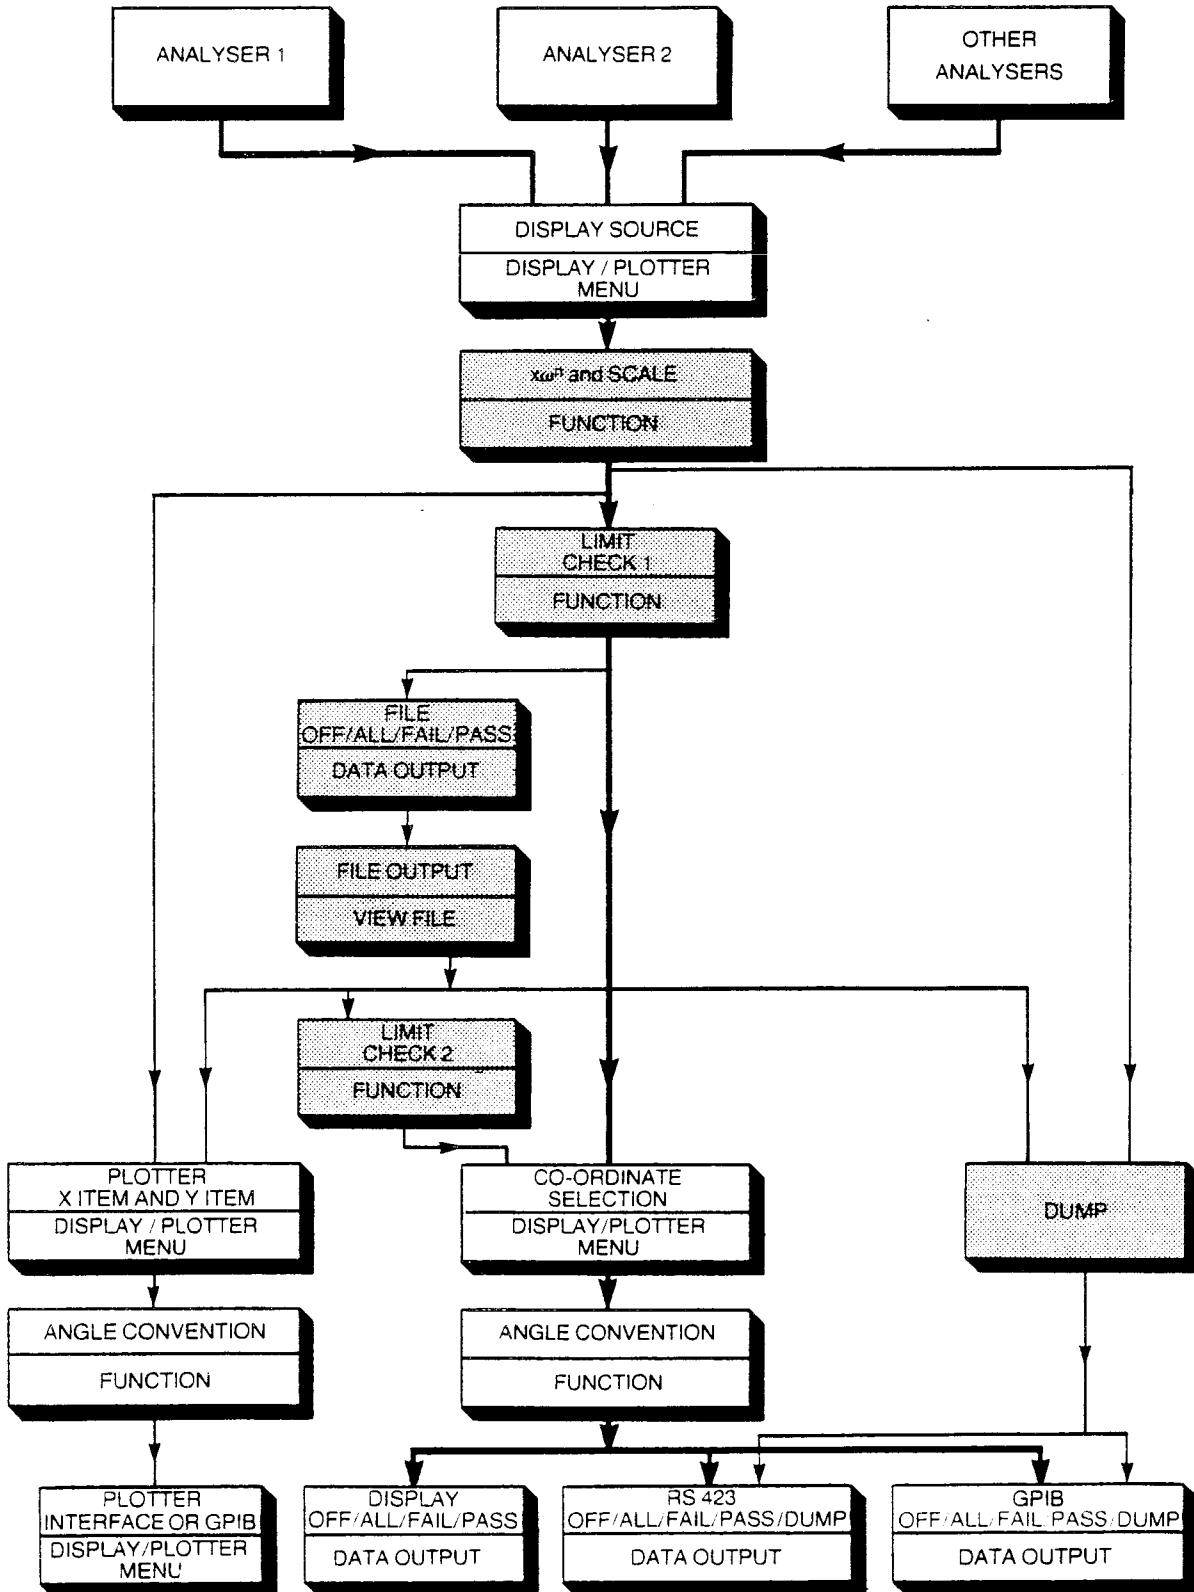 ANALYSER 1
ANALYSER 2
OTHER
ANALYSERS
DISPLAY SOURCE
DISPLAY / PLOTTER
MENU
xωⁿ and SCALE
FUNCTION
LIMIT
CHECK 1
FUNCTION
FILE
OFF/ALL/FAIL/PASS
DATA OUTPUT
FILE OUTPUT
VIEW FILE
LIMIT
CHECK 2
FUNCTION
PLOTTER
X ITEM AND Y ITEM
DISPLAY / PLOTTER
MENU
CO-ORDINATE
SELECTION
DISPLAY/PLOTTER
MENU
DUMP
ANGLE CONVENTION
FUNCTION
ANGLE CONVENTION
FUNCTION
PLOTTER
INTERFACE OR GPIB
DISPLAY/PLOTTER
MENU
DISPLAY
OFF/ALL/FAIL/PASS
DATA OUTPUT
RS 423
OFF/ALL/FAIL/PASS/DUMP
DATA OUTPUT
GPIB
OFF/ALL/FAIL/PASS/DUMP
DATA OUTPUT